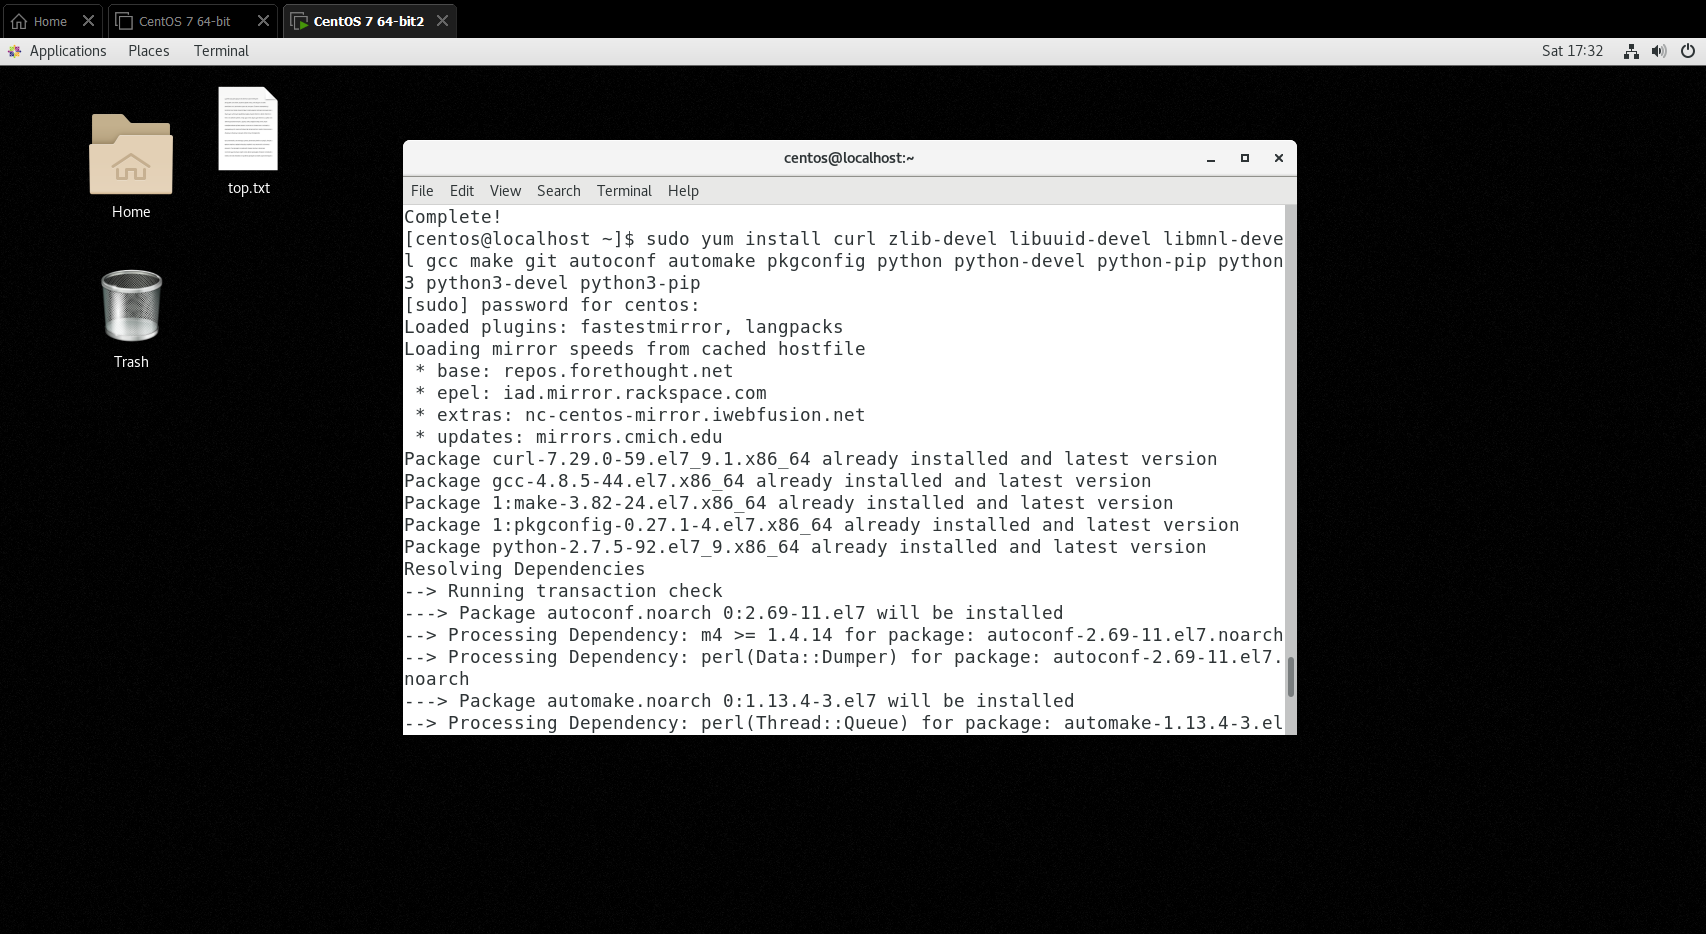 Home
CentOS 7 64-bit
CentOS 7 64-bit2
Applications Places Terminal Sat 17:32
top.txt
Home
Trash
centos@localhost:~
File Edit View Search Terminal Help
Complete!
[centos@localhost ~]$ sudo yum install curl zlib-devel libuuid-devel libmnl-deve
l gcc make git autoconf automake pkgconfig python python-devel python-pip python
3 python3-devel python3-pip
[sudo] password for centos:
Loaded plugins: fastestmirror, langpacks
Loading mirror speeds from cached hostfile
 * base: repos.forethought.net
 * epel: iad.mirror.rackspace.com
 * extras: nc-centos-mirror.iwebfusion.net
 * updates: mirrors.cmich.edu
Package curl-7.29.0-59.el7_9.1.x86_64 already installed and latest version
Package gcc-4.8.5-44.el7.x86_64 already installed and latest version
Package 1:make-3.82-24.el7.x86_64 already installed and latest version
Package 1:pkgconfig-0.27.1-4.el7.x86_64 already installed and latest version
Package python-2.7.5-92.el7_9.x86_64 already installed and latest version
Resolving Dependencies
--> Running transaction check
---> Package autoconf.noarch 0:2.69-11.el7 will be installed
--> Processing Dependency: m4 >= 1.4.14 for package: autoconf-2.69-11.el7.noarch
--> Processing Dependency: perl(Data::Dumper) for package: autoconf-2.69-11.el7.
noarch
---> Package automake.noarch 0:1.13.4-3.el7 will be installed
--> Processing Dependency: perl(Thread::Queue) for package: automake-1.13.4-3.el